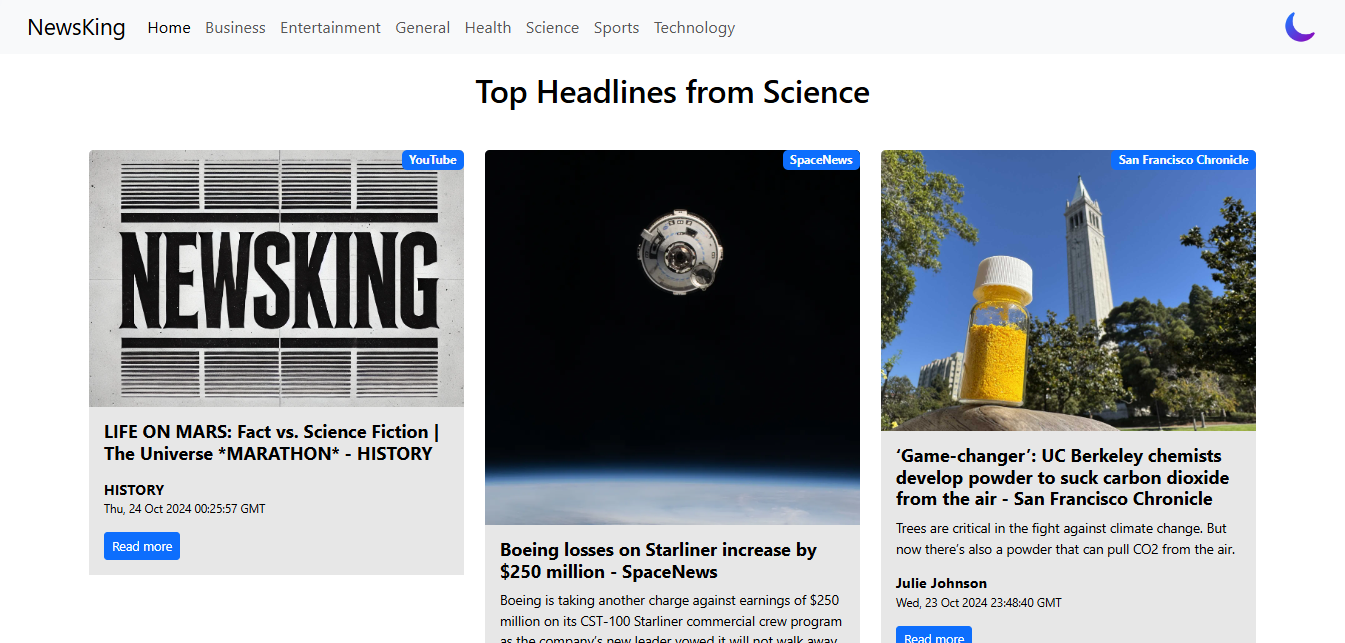 NewsKing Home Business Entertainment General Health Science Sports Technology
Top Headlines from Science
YouTube
NEWSKING
LIFE ON MARS: Fact vs. Science Fiction |
The Universe *MARATHON* - HISTORY
HISTORY
Thu, 24 Oct 2024 00:25:57 GMT
Read more
SpaceNews
Boeing losses on Starliner increase by
$250 million - SpaceNews
Boeing is taking another charge against earnings of $250
million on its CST-100 Starliner commercial crew program
as the company's new leader vowed it will not walk away
San Francisco Chronicle
‘Game-changer’: UC Berkeley chemists
develop powder to suck carbon dioxide
from the air - San Francisco Chronicle
Trees are critical in the fight against climate change. But
now there’s also a powder that can pull CO2 from the air.
Julie Johnson
Wed, 23 Oct 2024 23:48:40 GMT
Read more